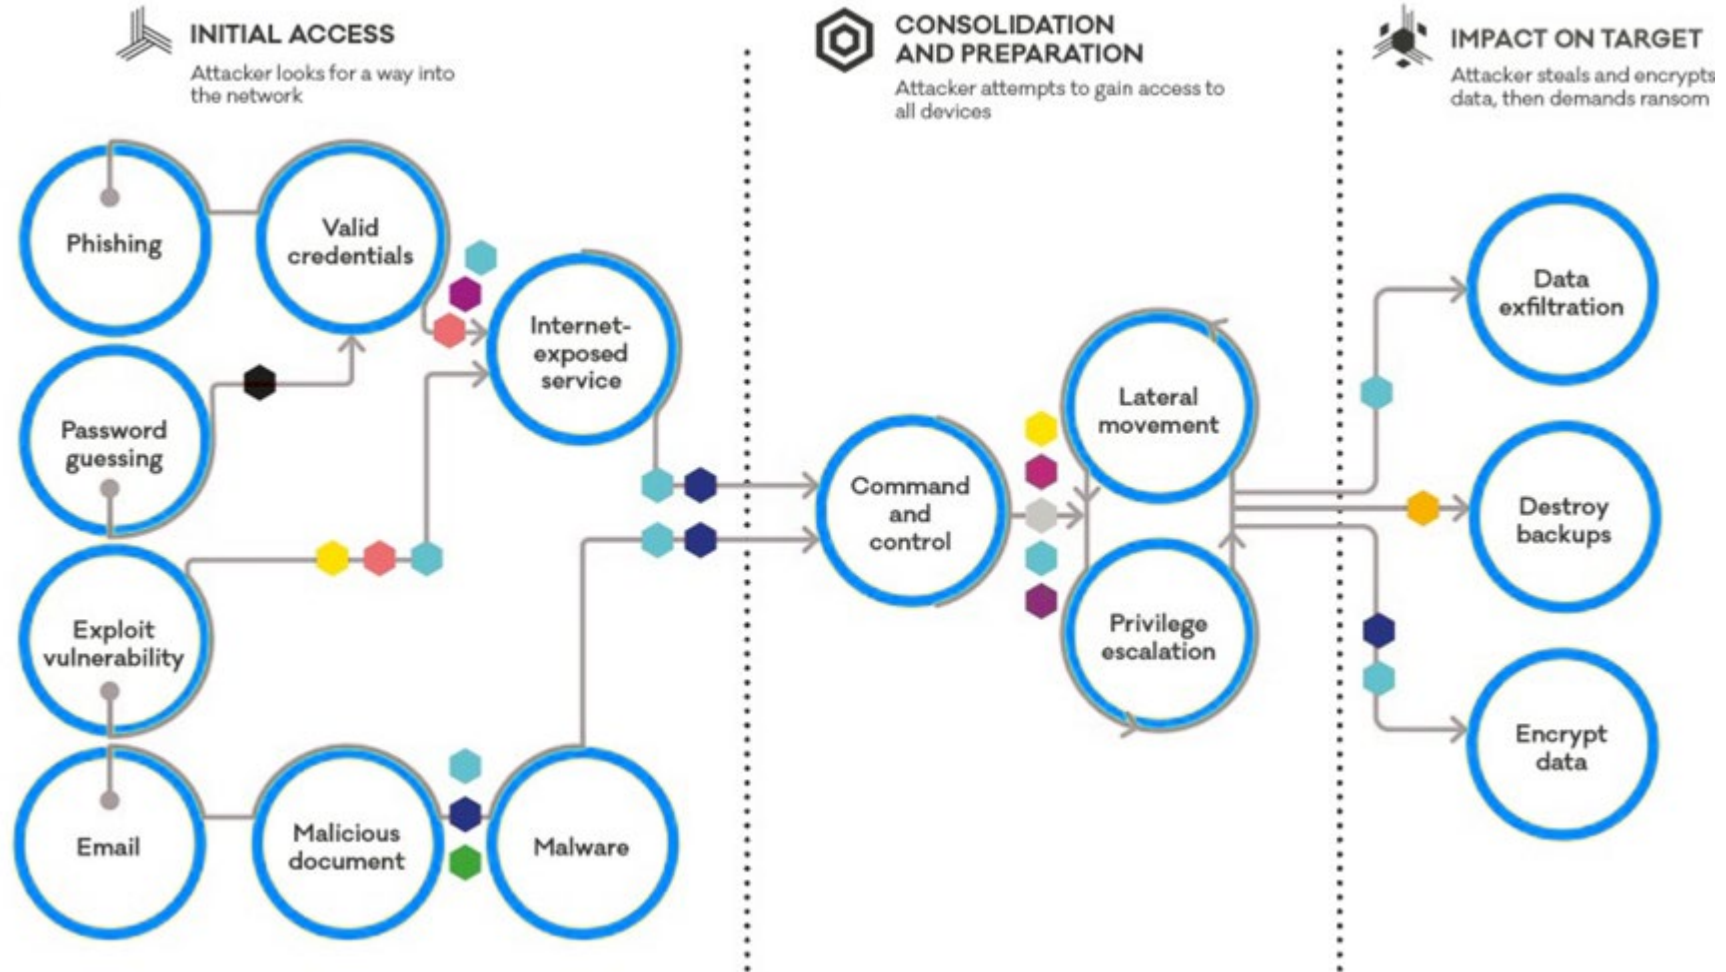 INITIAL ACCESS
Attacker looks for a way into
the network
CONSOLIDATION
AND PREPARATION
Attacker attempts to gain access to
all devices
IMPACT ON TARGET
Attacker steals and encrypts
data, then demands ransom
Phishing
Valid
credentials
Internet-
exposed
service
Password
guessing
Exploit
vulnerability
Email
Malicious
document
Malware
Command
and
control
Lateral
movement
Privilege
escalation
Data
exfiltration
Destroy
backups
Encrypt
data